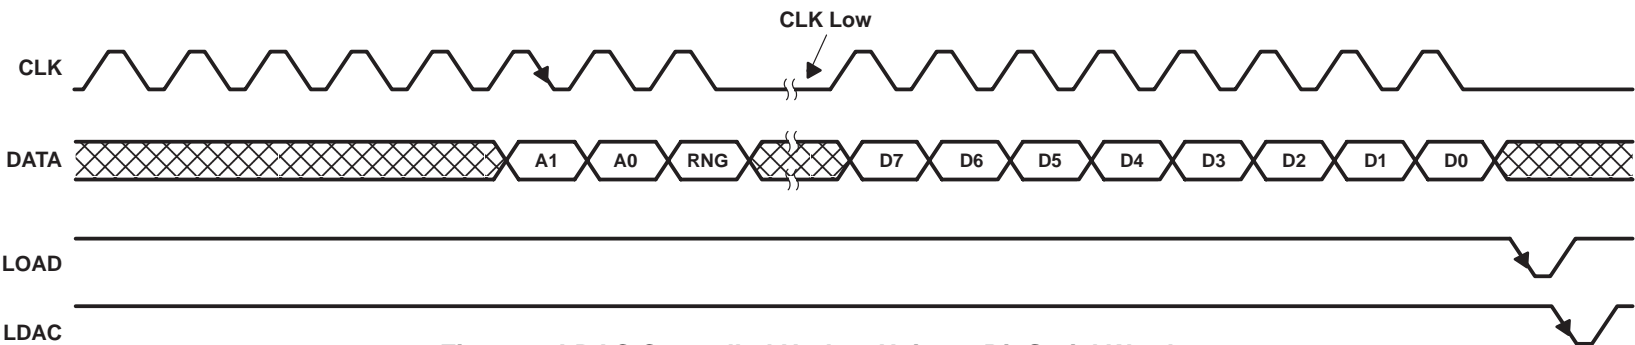 CLK Low
CLK
DATA A1 A0 RNG D7 D6 D5 D4 D3 D2 D1 D0
LOAD
LDAC